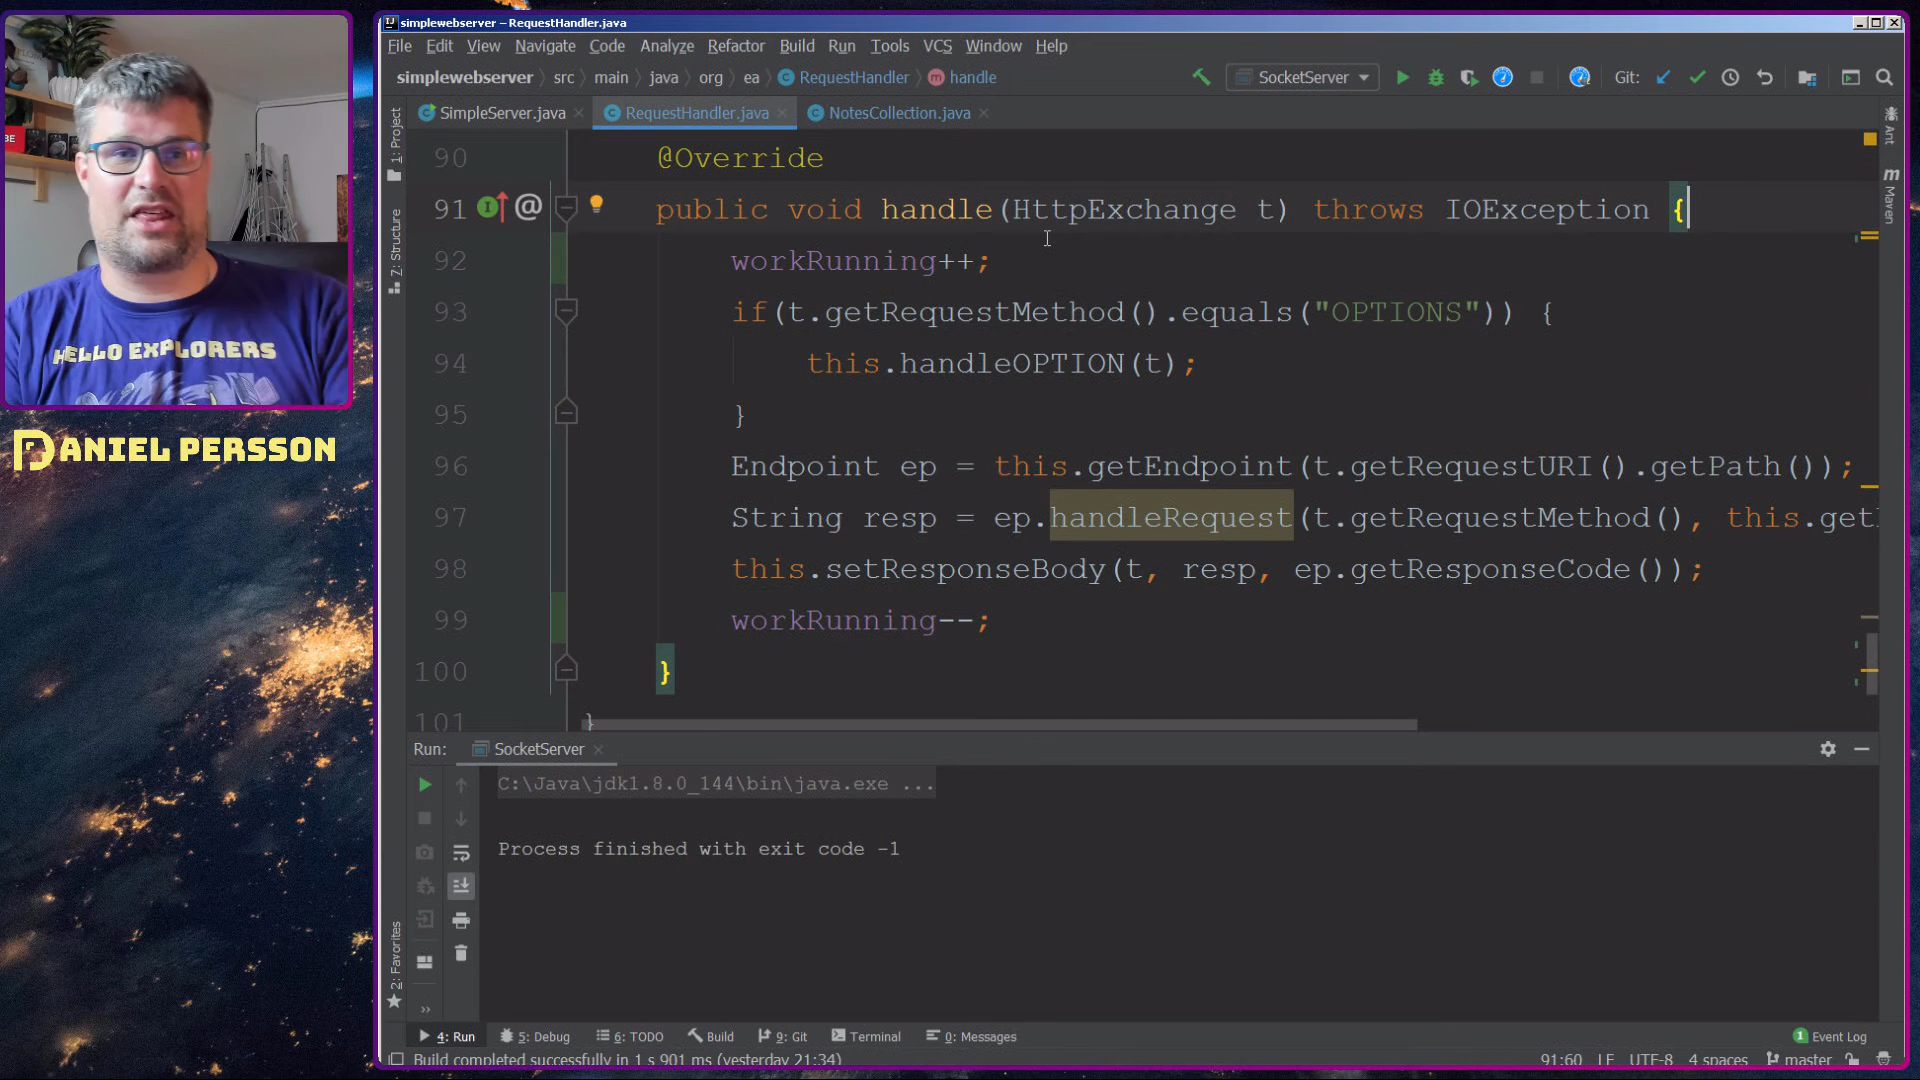 BE
HELLO EXPLORERS
DANIEL PERSSON
simplewebserver – RequestHandler.java
File Edit View Navigate Code Analyze Refactor Build Run Tools VCS Window Help
simplewebserver src main java org ea RequestHandler handle SocketServer Git:
SimpleServer.java RequestHandler.java NotesCollection.java
1: Project
7: Structure
2: Favorites
Ant
Maven
90 @Override
91 public void handle(HttpExchange t) throws IOException {
92 workRunning++;
93 if(t.getRequestMethod().equals("OPTIONS")) {
94 this.handleOPTION(t);
95 }
96 Endpoint ep = this.getEndpoint(t.getRequestURI().getPath());
97 String resp = ep.handleRequest(t.getRequestMethod(), this.get
98 this.setResponseBody(t, resp, ep.getResponseCode());
99 workRunning--;
100 }
101 }
Run: SocketServer
C:\Java\jdk1.8.0_144\bin\java.exe ...
Process finished with exit code -1
4: Run 5: Debug 6: TODO Build 9: Git Terminal 0: Messages 1 Event Log
Build completed successfully in 1 s 901 ms (yesterday 21:34) 91:60 LF UTF-8 4 spaces master